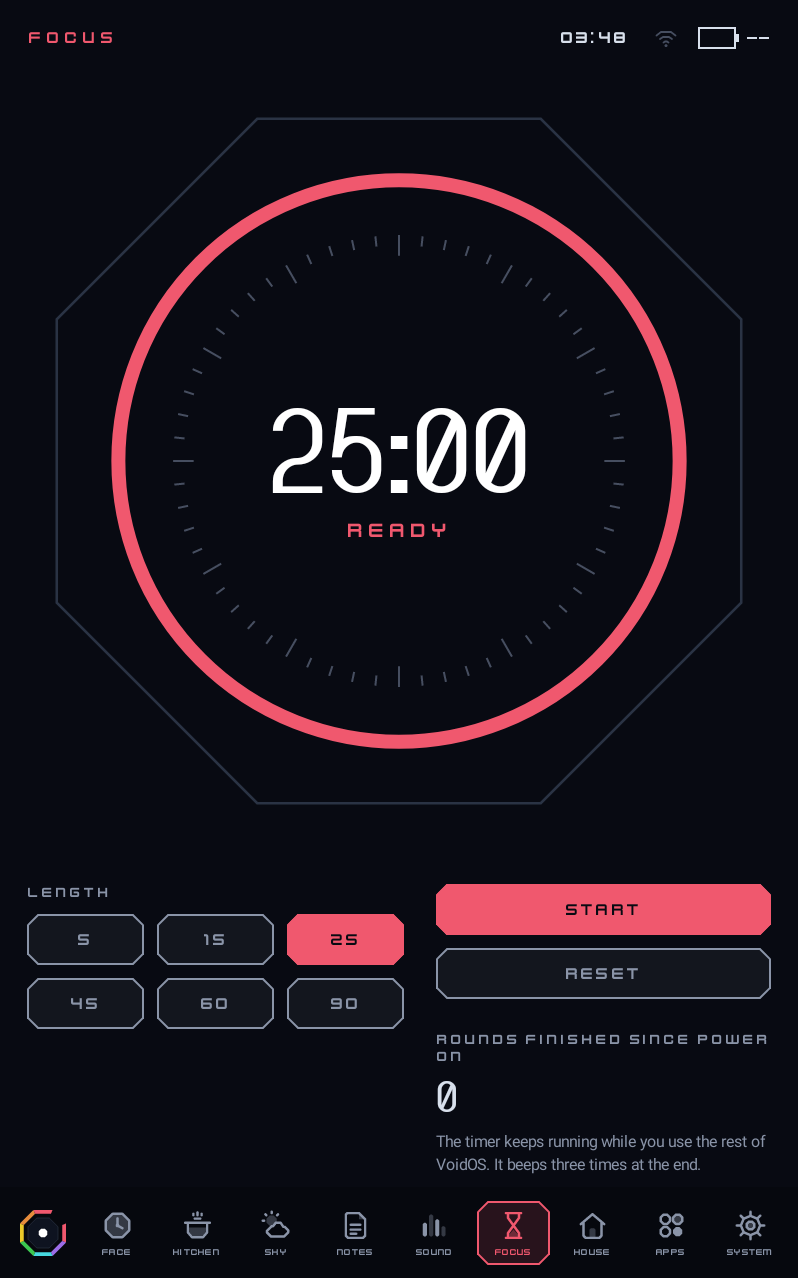 FOCUS
03:48
--
25:00
READY
LENGTH
5
15
25
45
60
90
START
RESET
ROUNDS FINISHED SINCE POWER
ON
0
The timer keeps running while you use the rest of
VoidOS. It beeps three times at the end.
FACE
KITCHEN
SKY
NOTES
SOUND
FOCUS
HOUSE
APPS
SYSTEM